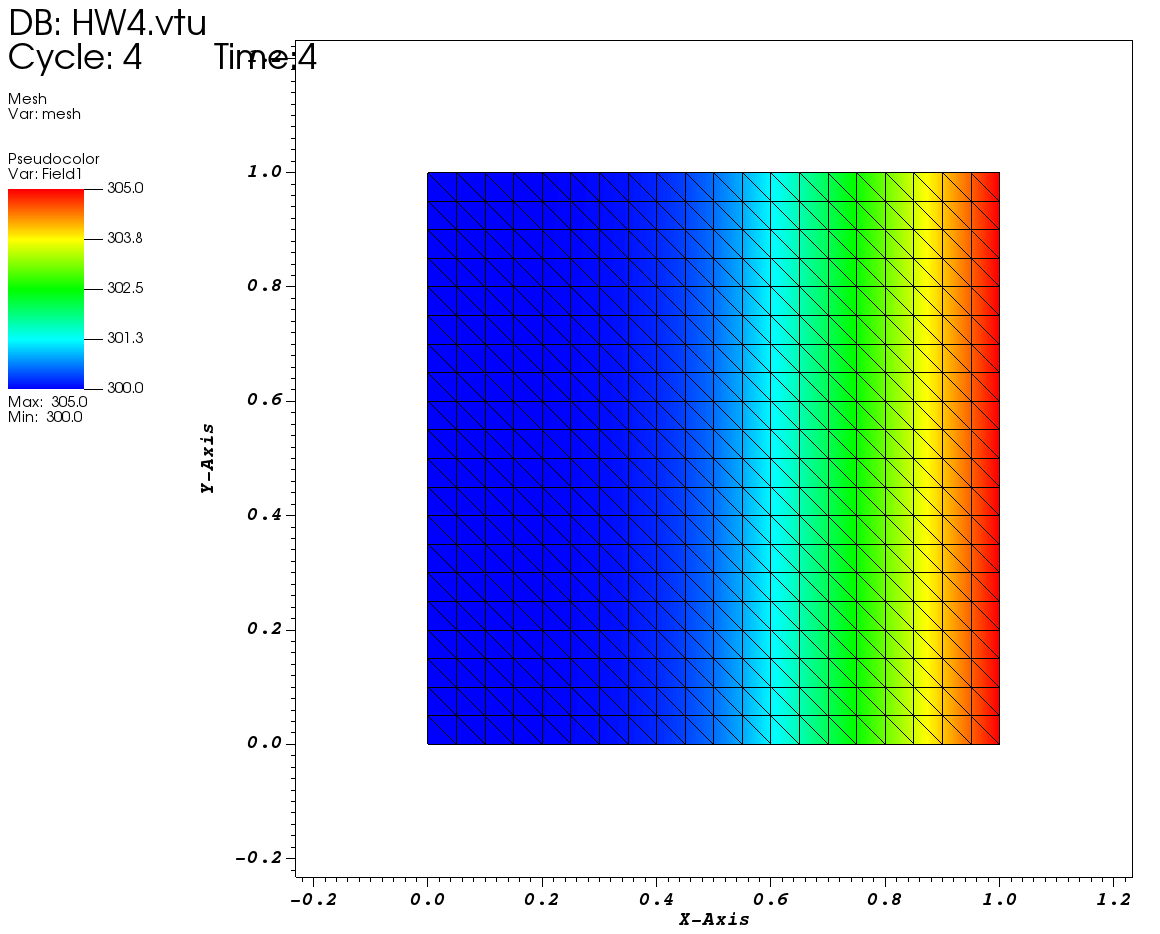 DB: HW4.vtu
Cycle: 4 Time:4
Mesh
Var: mesh
Pseudocolor
Var: Field1
305.0
303.8
302.5
301.3
300.0
Max: 305.0
Min: 300.0
1.2
1.0
0.8
0.6
0.4
0.2
0.0
-0.2
Y-Axis
-0.2 0.0 0.2 0.4 0.6 0.8 1.0 1.2
X-Axis